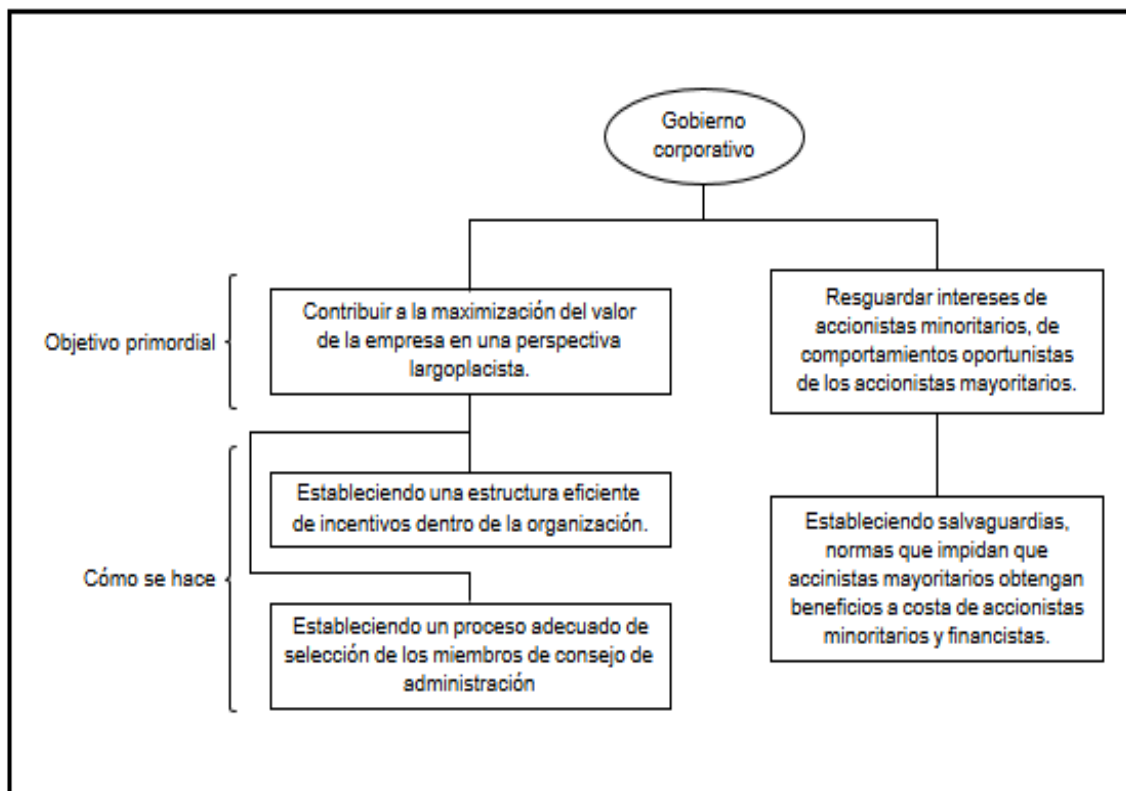 Gobierno
corporativo
Objetivo primordial
Contribuir a la maximización del valor
de la empresa en una perspectiva
largoplacista.
Resguardar intereses de
accionistas minoritarios, de
comportamientos oportunistas
de los accionistas mayoritarios.
Cómo se hace
Estableciendo una estructura eficiente
de incentivos dentro de la organización.
Estableciendo un proceso adecuado de
selección de los miembros de consejo de
administración
Estableciendo salvaguardias,
normas que impidan que
accinistas mayoritarios obtengan
beneficios a costa de accionistas
minoritarios y financistas.